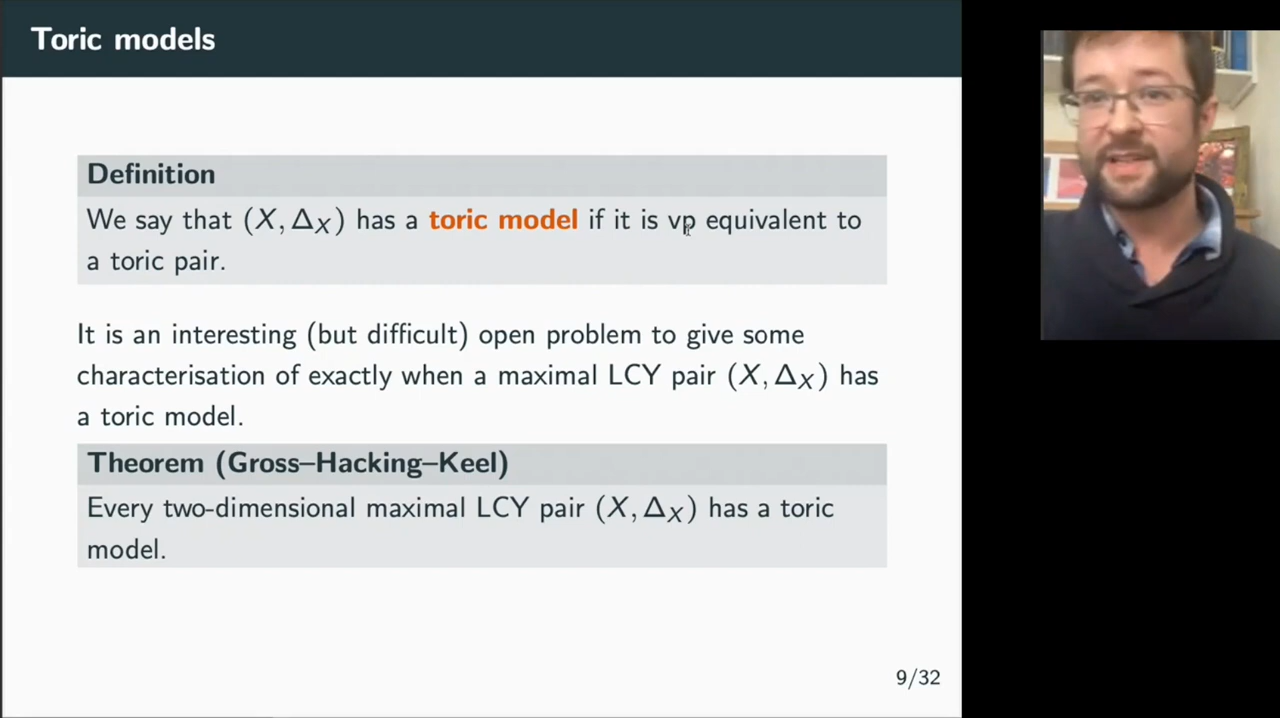 Toric models
Definition
We say that (X, Δ_X) has a toric model if it is vp equivalent to
a toric pair.
It is an interesting (but difficult) open problem to give some
characterisation of exactly when a maximal LCY pair (X, Δ_X) has
a toric model.
Theorem (Gross–Hacking–Keel)
Every two-dimensional maximal LCY pair (X, Δ_X) has a toric
model.
9/32